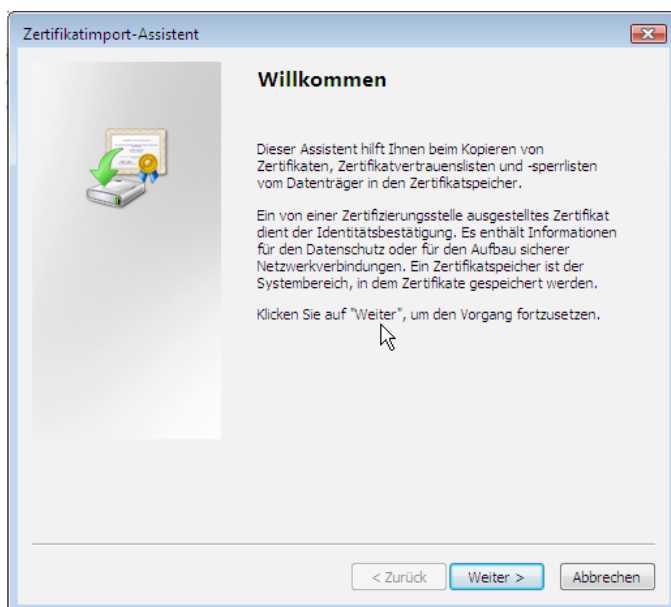 Zertifikatimport-Assistent
Willkommen
Dieser Assistent hilft Ihnen beim Kopieren von
Zertifikaten, Zertifikatvertrauenslisten und -sperrlisten
vom Datenträger in den Zertifikatspeicher.
Ein von einer Zertifizierungsstelle ausgestelltes Zertifikat
dient der Identitätsbestätigung. Es enthält Informationen
für den Datenschutz oder für den Aufbau sicherer
Netzwerkverbindungen. Ein Zertifikatspeicher ist der
Systembereich, in dem Zertifikate gespeichert werden.
Klicken Sie auf "Weiter", um den Vorgang fortzusetzen.
< Zurück
Weiter >
Abbrechen